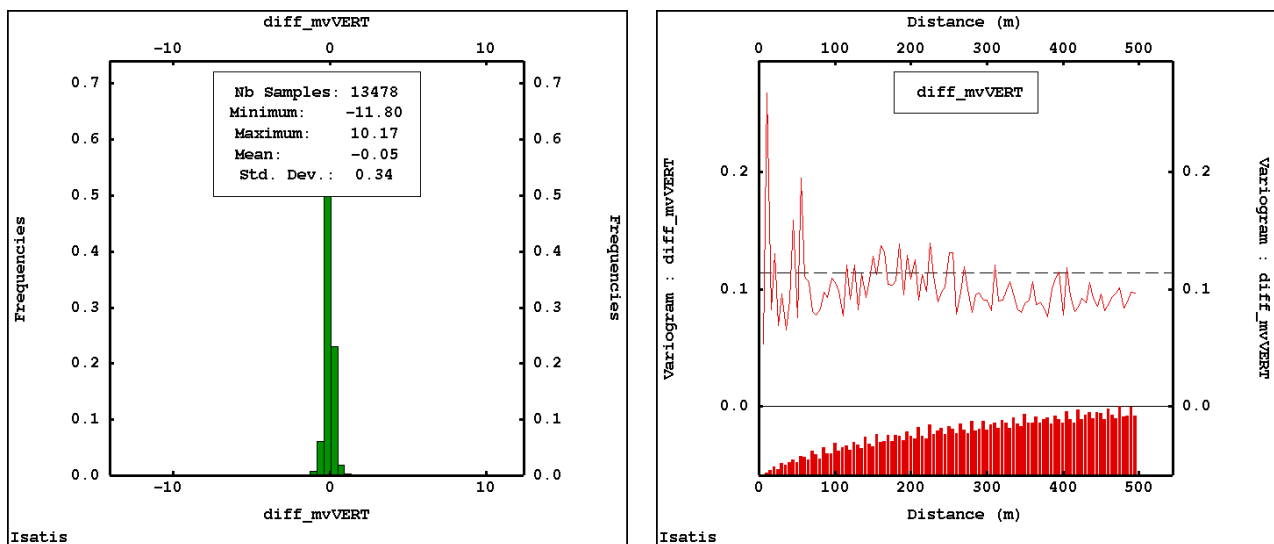 diff_mvVERT
-10 0 10
0.7 0.7
Nb Samples: 13478
Minimum: -11.80
Maximum: 10.17
Mean: -0.05
Std. Dev.: 0.34
0.6 0.6
0.5 0.5
Frequencies
Frequencies
0.4 0.4
0.3 0.3
0.2 0.2
0.1 0.1
0.0 0.0
-10 0 10
diff_mvVERT
Isatis
Distance (m)
0 100 200 300 400 500
diff_mvVERT
Variogram : diff_mvVERT
Variogram : diff_mvVERT
0.2 0.2
0.1 0.1
0.0 0.0
0 100 200 300 400 500
Distance (m)
Isatis